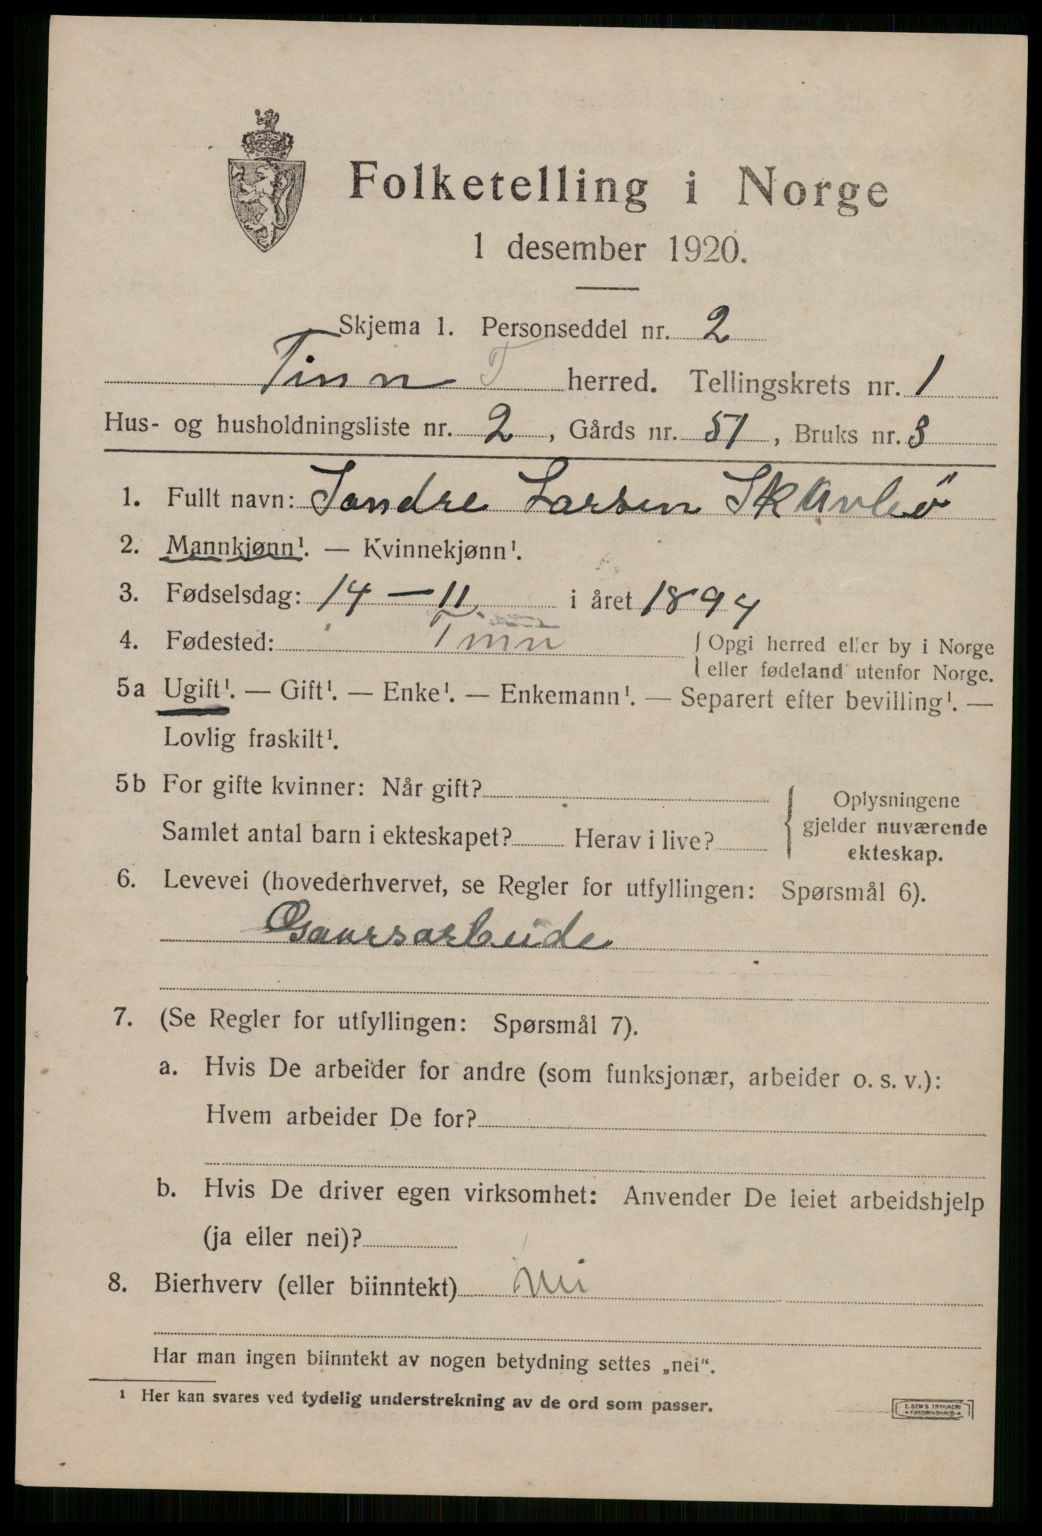 Folketelling i Norge
1 desember 1920.
Skjema 1. Personseddel nr. 2
Tinn T herred. Tellingskrets nr. 1
Hus- og husholdningsliste nr. 2, Gårds nr. 51, Bruks nr. 3
1. Fullt navn: Sondre Larsen Skavlebø
2. Mannkjønn¹. — Kvinnekjønn¹.
3. Fødselsdag: 14 — 11 i året 1894
4. Fødested: Tinn {Opgi herred eller by i Norge
eller fødeland utenfor Norge.
5a Ugift¹. — Gift¹. — Enke¹. — Enkemann¹. — Separert efter bevilling¹. —
Lovlig fraskilt¹.
5b For gifte kvinner: Når gift?
Samlet antal barn i ekteskapet? Herav i live?
Oplysningene
gjelder nuværende
ekteskap.
6. Levevei (hovederhvervet, se Regler for utfyllingen: Spørsmål 6).
Gaarsarbeide
7. (Se Regler for utfyllingen: Spørsmål 7).
a. Hvis De arbeider for andre (som funksjonær, arbeider o. s. v.):
Hvem arbeider De for?
b. Hvis De driver egen virksomhet: Anvender De leiet arbeidshjelp
(ja eller nei)?
8. Bierhverv (eller biinntekt) Nei
Har man ingen biinntekt av nogen betydning settes „nei“.
¹ Her kan svares ved tydelig understrekning av de ord som passer.